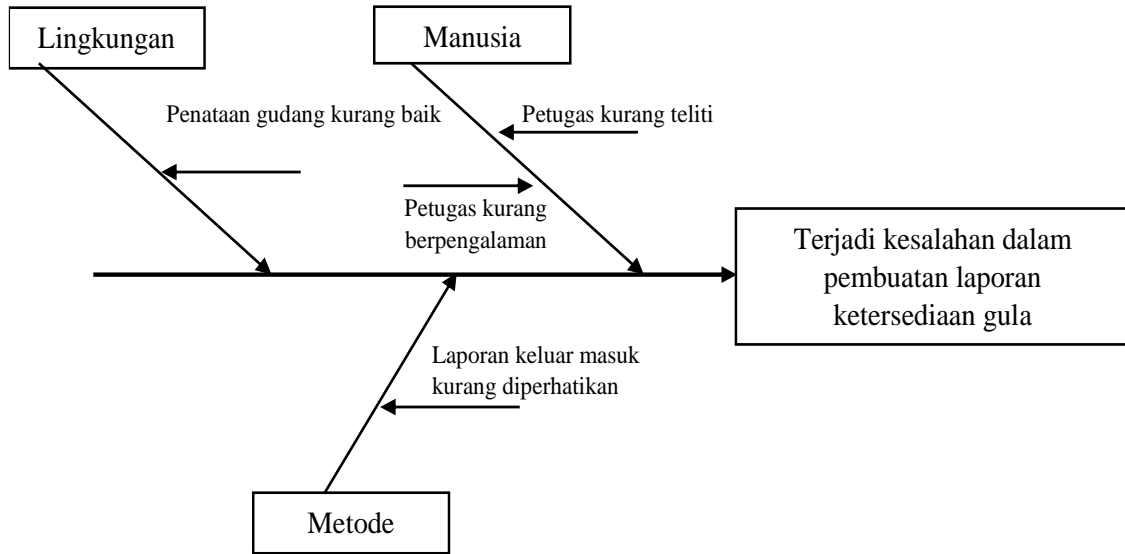 Lingkungan
Manusia
Penataan gudang kurang baik
Petugas kurang teliti
Petugas kurang
berpengalaman
Terjadi kesalahan dalam
pembuatan laporan
ketersediaan gula
Laporan keluar masuk
kurang diperhatikan
Metode